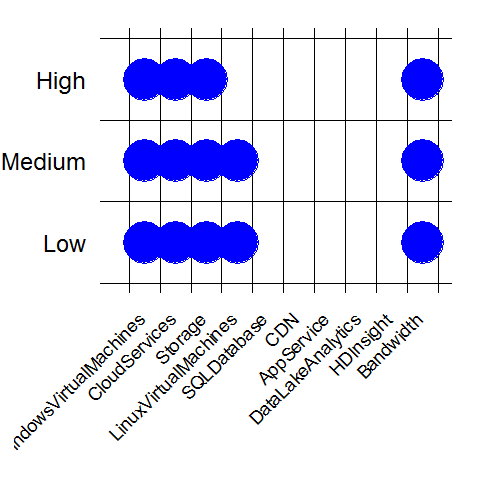 High
Medium
Low
ndowsVirtualMachines
CloudServices
Storage
LinuxVirtualMachines
SQLDatabase
CDN
AppService
DataLakeAnalytics
HDInsight
Bandwidth